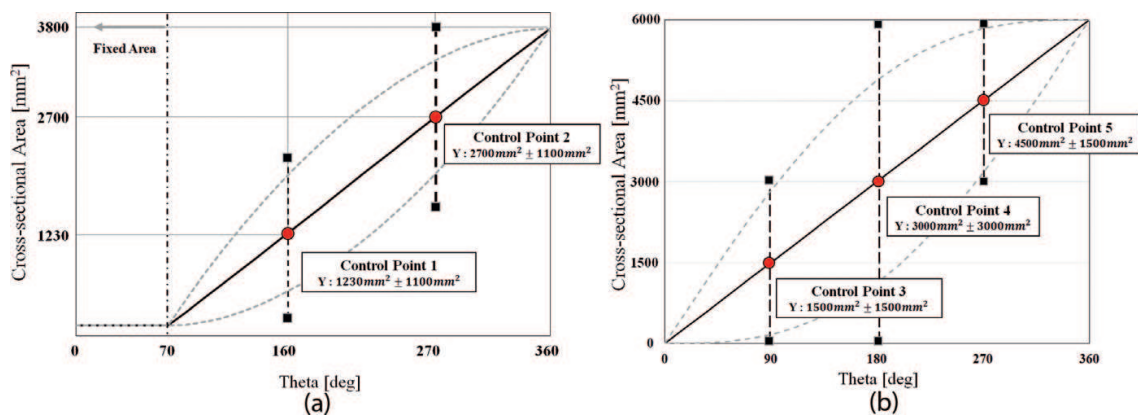 3800
Fixed Area
2700
1230
Cross-sectional Area [mm²]
Control Point 2
Y : 2700mm² ± 1100mm²
Control Point 1
Y : 1230mm² ± 1100mm²
0 70 160 270 360
Theta [deg]
(a)
6000
4500
3000
1500
0
Cross-sectional Area [mm²]
Control Point 5
Y : 4500mm² ± 1500mm²
Control Point 4
Y : 3000mm² ± 3000mm²
Control Point 3
Y : 1500mm² ± 1500mm²
0 90 180 270 360
Theta [deg]
(b)